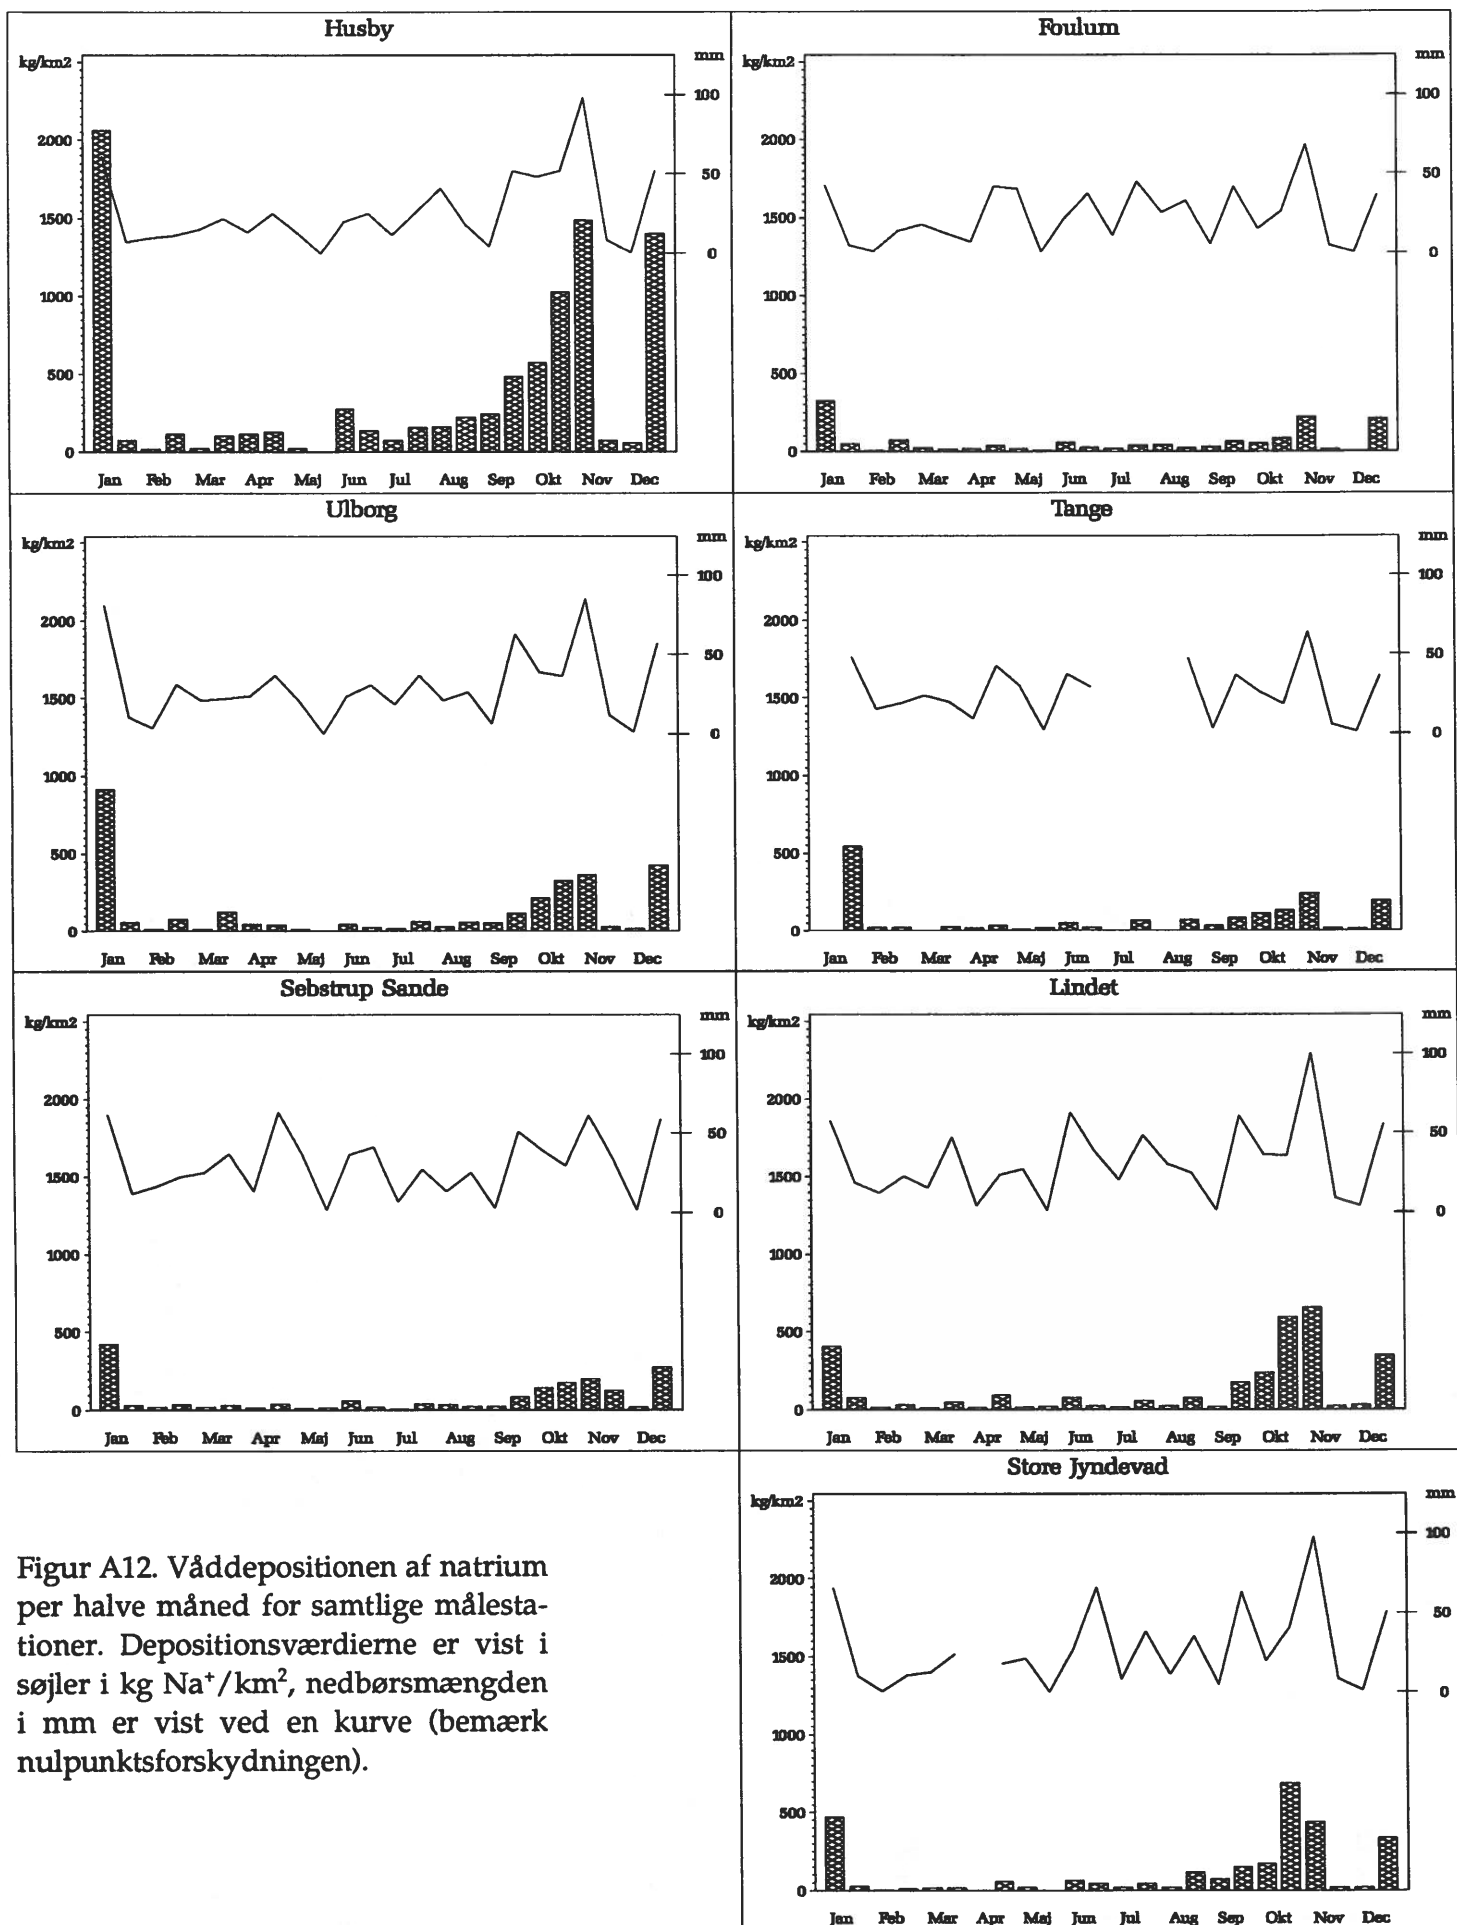 Husby
kg/km2
mm
2000
1500
1000
500
0
100
50
0
Jan Feb Mar Apr Maj Jun Jul Aug Sep Okt Nov Dec
Foulum
kg/km2
mm
2000
1500
1000
500
0
100
50
0
Jan Feb Mar Apr Maj Jun Jul Aug Sep Okt Nov Dec
Ulborg
kg/km2
mm
2000
1500
1000
500
0
100
50
0
Jan Feb Mar Apr Maj Jun Jul Aug Sep Okt Nov Dec
Tange
kg/km2
mm
2000
1500
1000
500
0
100
50
0
Jan Feb Mar Apr Maj Jun Jul Aug Sep Okt Nov Dec
Sebstrup Sande
kg/km2
mm
2000
1500
1000
500
0
100
50
0
Jan Feb Mar Apr Maj Jun Jul Aug Sep Okt Nov Dec
Lindet
kg/km2
mm
2000
1500
1000
500
0
100
50
0
Jan Feb Mar Apr Maj Jun Jul Aug Sep Okt Nov Dec
Store Jyndevad
kg/km2
mm
2000
1500
1000
500
0
100
50
0
Jan Feb Mar Apr Maj Jun Jul Aug Sep Okt Nov Dec
Figur A12. Våddepositionen af natrium
per halve måned for samtlige målesta-
tioner. Depositionsværdierne er vist i
søjler i kg Na⁺/km², nedbørsmængden
i mm er vist ved en kurve (bemærk
nulpunktsforskydningen).